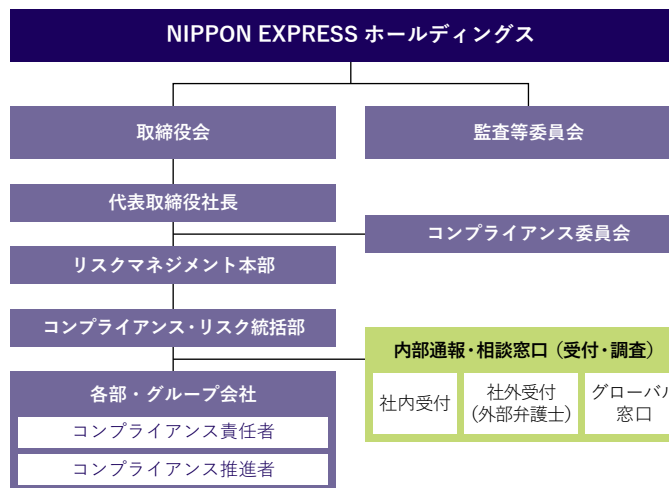 NIPPON EXPRESS ホールディングス
取締役会
監査等委員会
代表取締役社長
コンプライアンス委員会
リスクマネジメント本部
コンプライアンス・リスク統括部
内部通報・相談窓口（受付・調査）
社内受付
社外受付
(外部弁護士)
グローバル
窓口
各部・グループ会社
コンプライアンス責任者
コンプライアンス推進者